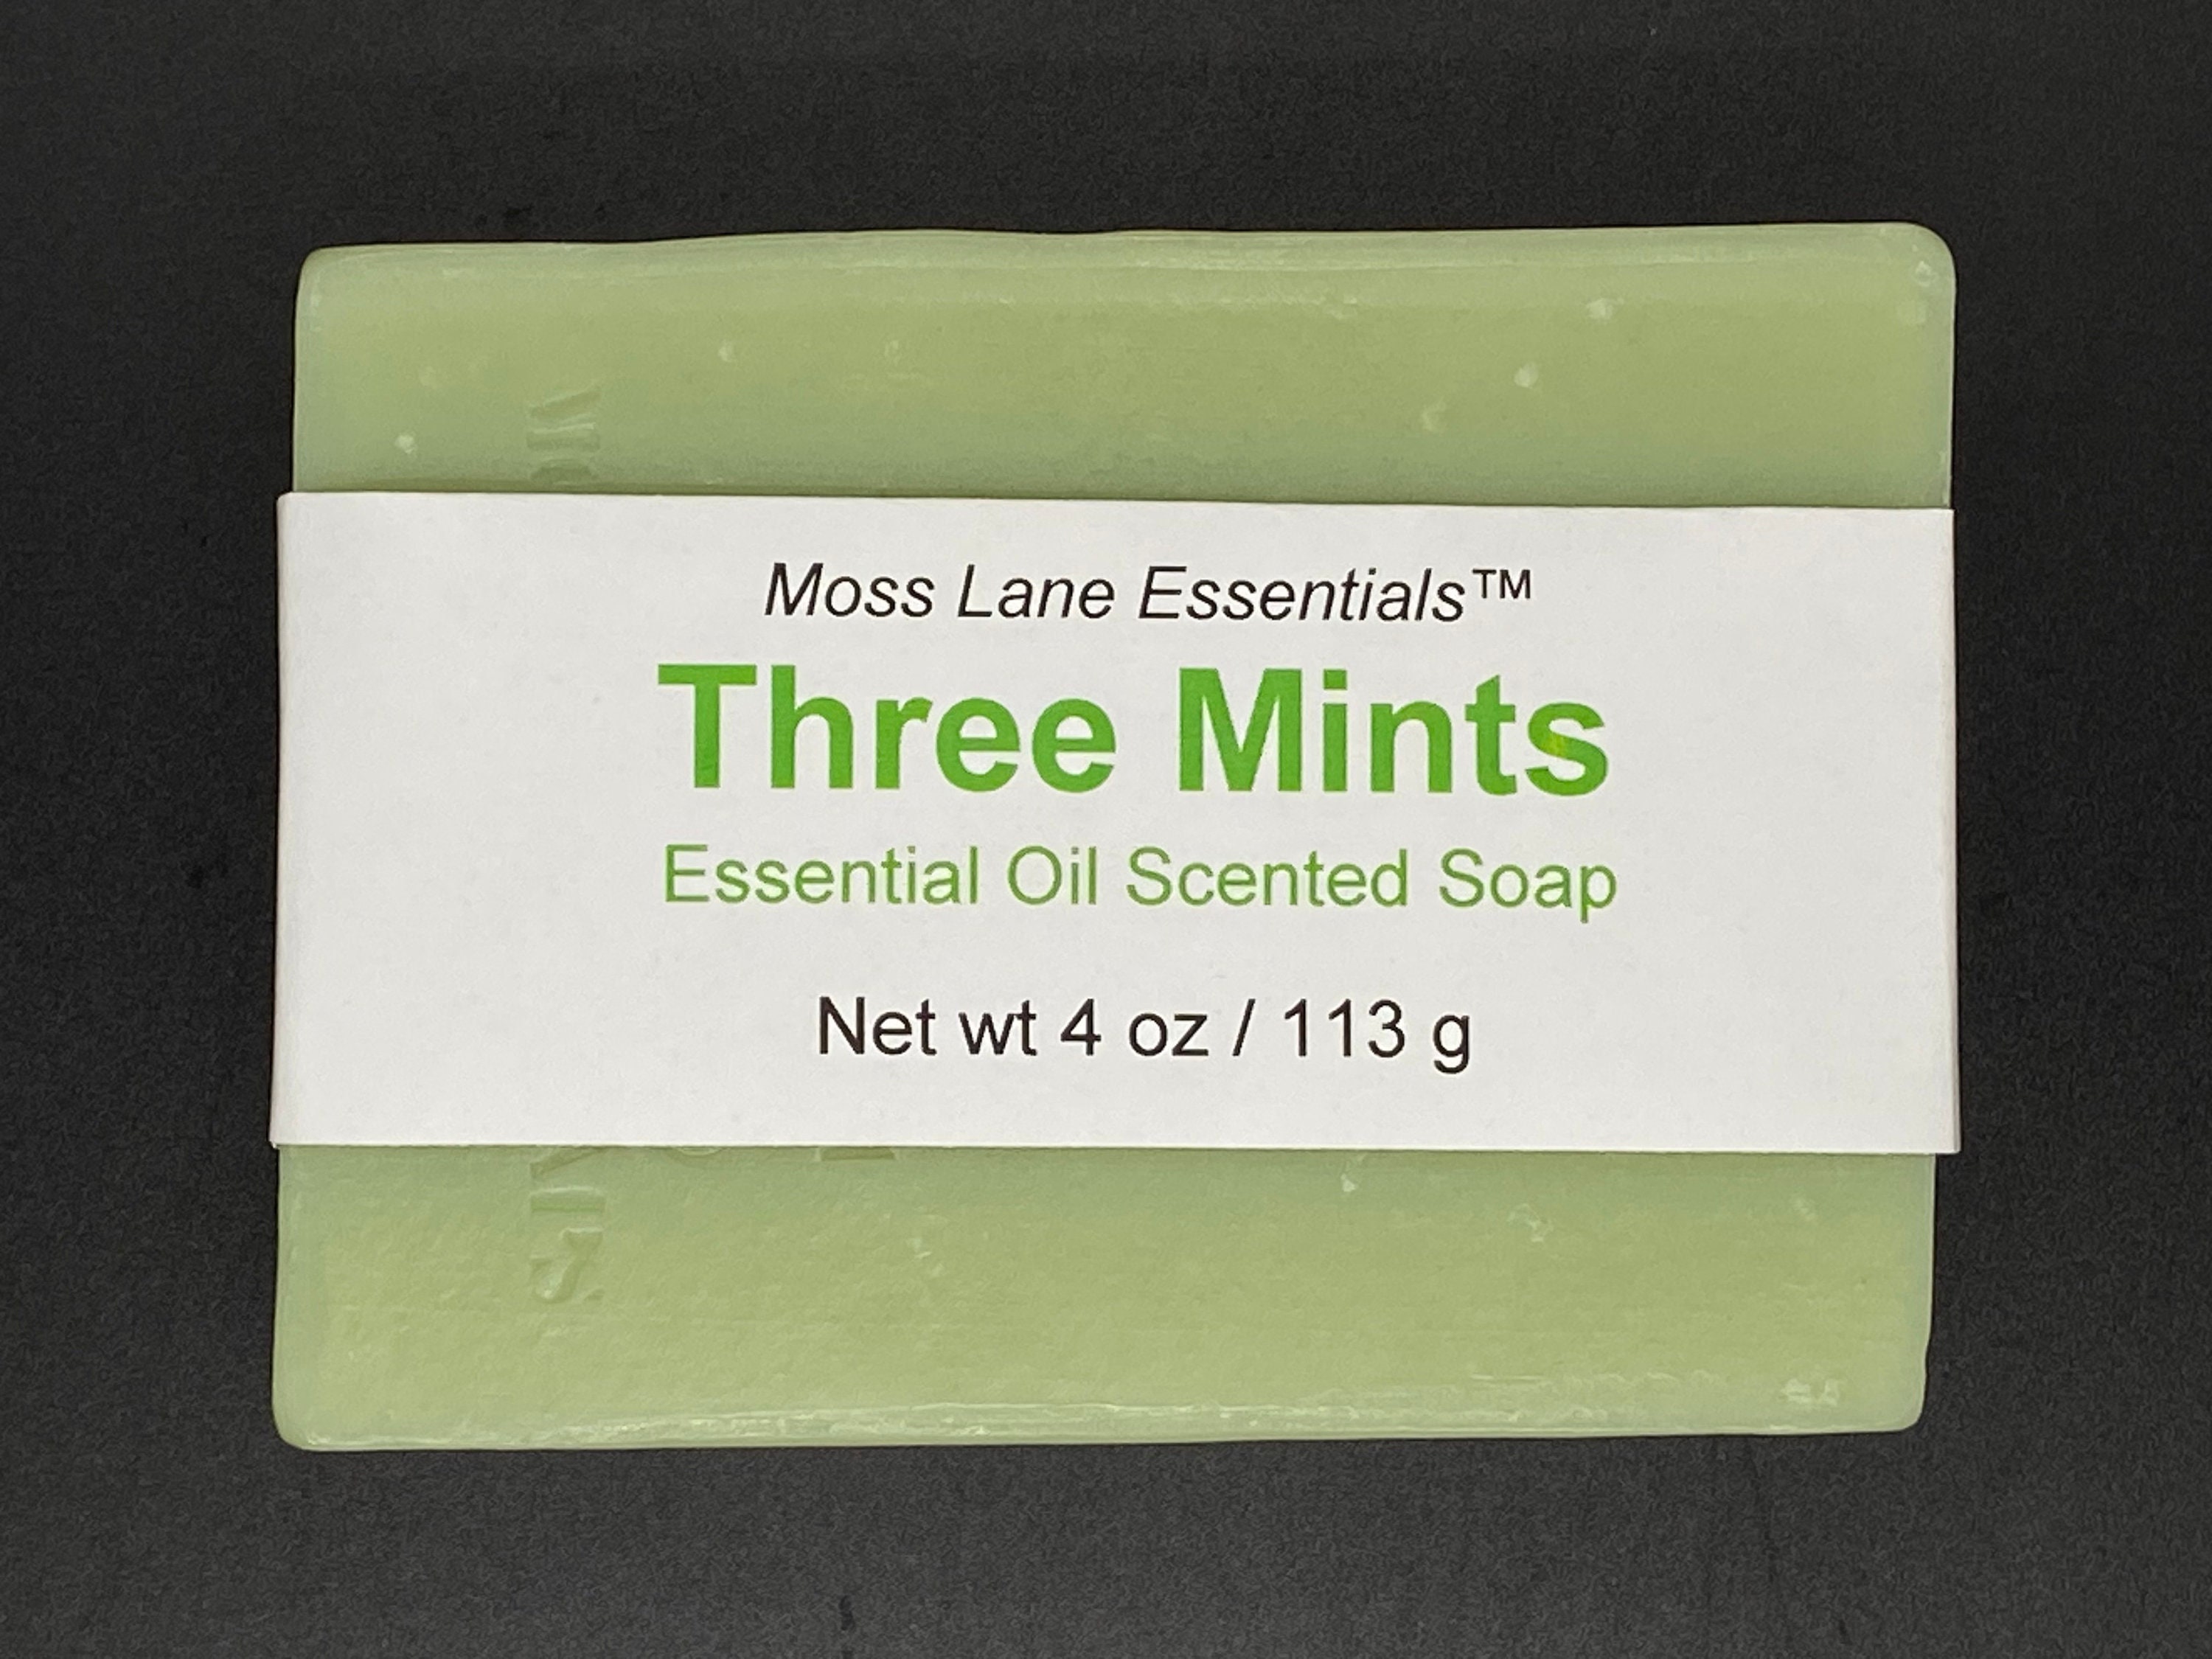 Moss Lane Essentials™
Three Mints
Essential Oil Scented Soap
Net wt 4 oz / 113 g